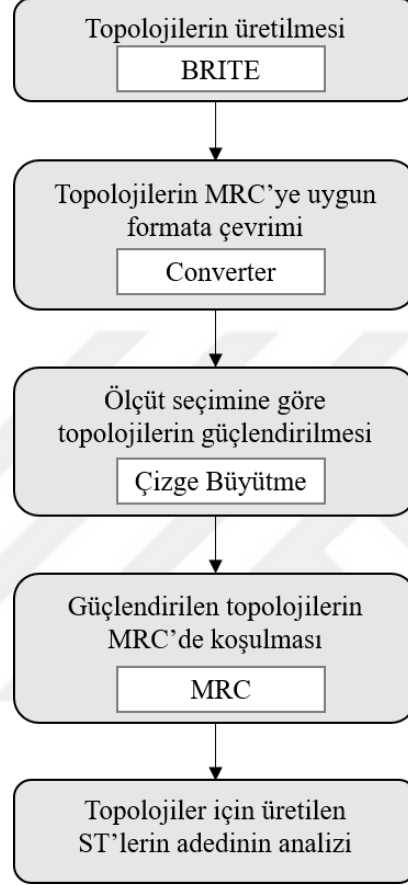 Topolojilerin üretilmesi
BRITE
Topolojilerin MRC’ye uygun
formata çevrimi
Converter
Ölçüt seçimine göre
topolojilerin güçlendirilmesi
Çizge Büyütme
Güçlendirilen topolojilerin
MRC’de koşulması
MRC
Topolojiler için üretilen
ST’lerin adedinin analizi